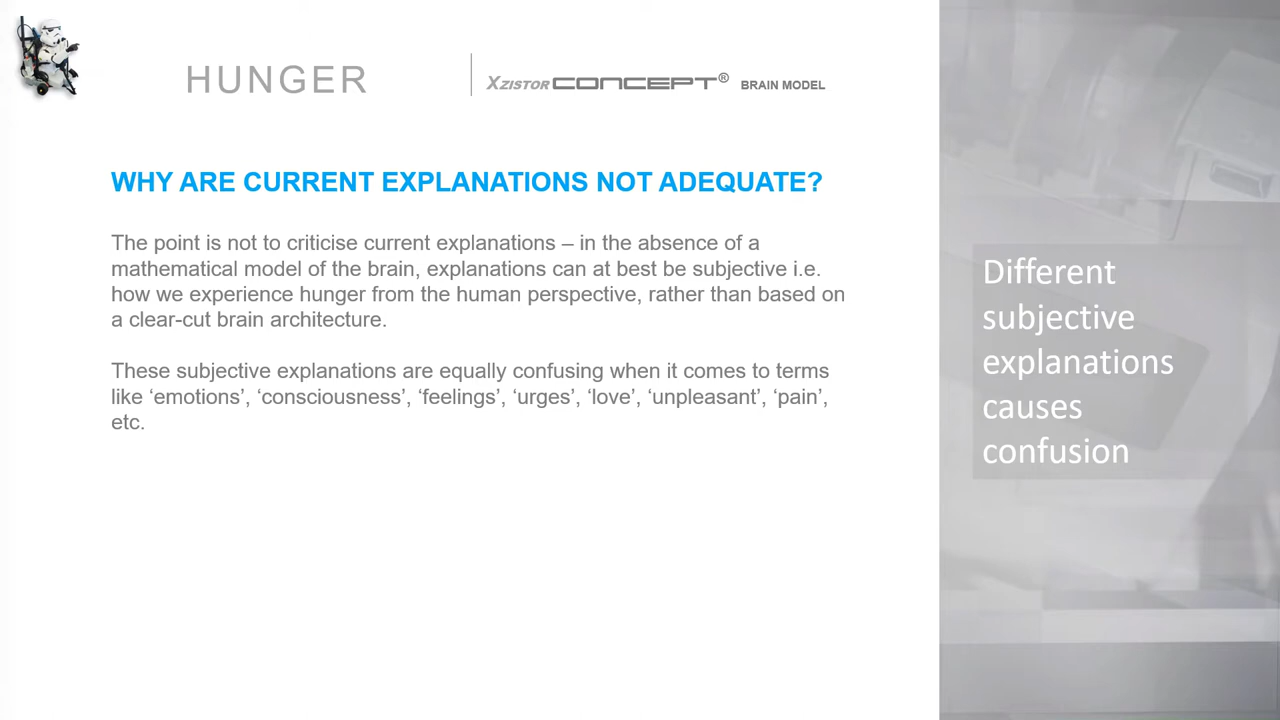 HUNGER
XZISTOR CONCEPT® BRAIN MODEL
WHY ARE CURRENT EXPLANATIONS NOT ADEQUATE?
The point is not to criticise current explanations – in the absence of a
mathematical model of the brain, explanations can at best be subjective i.e.
how we experience hunger from the human perspective, rather than based on
a clear-cut brain architecture.
These subjective explanations are equally confusing when it comes to terms
like ‘emotions’, ‘consciousness’, ‘feelings’, ‘urges’, ‘love’, ‘unpleasant’, ‘pain’,
etc.
Different
subjective
explanations
causes
confusion